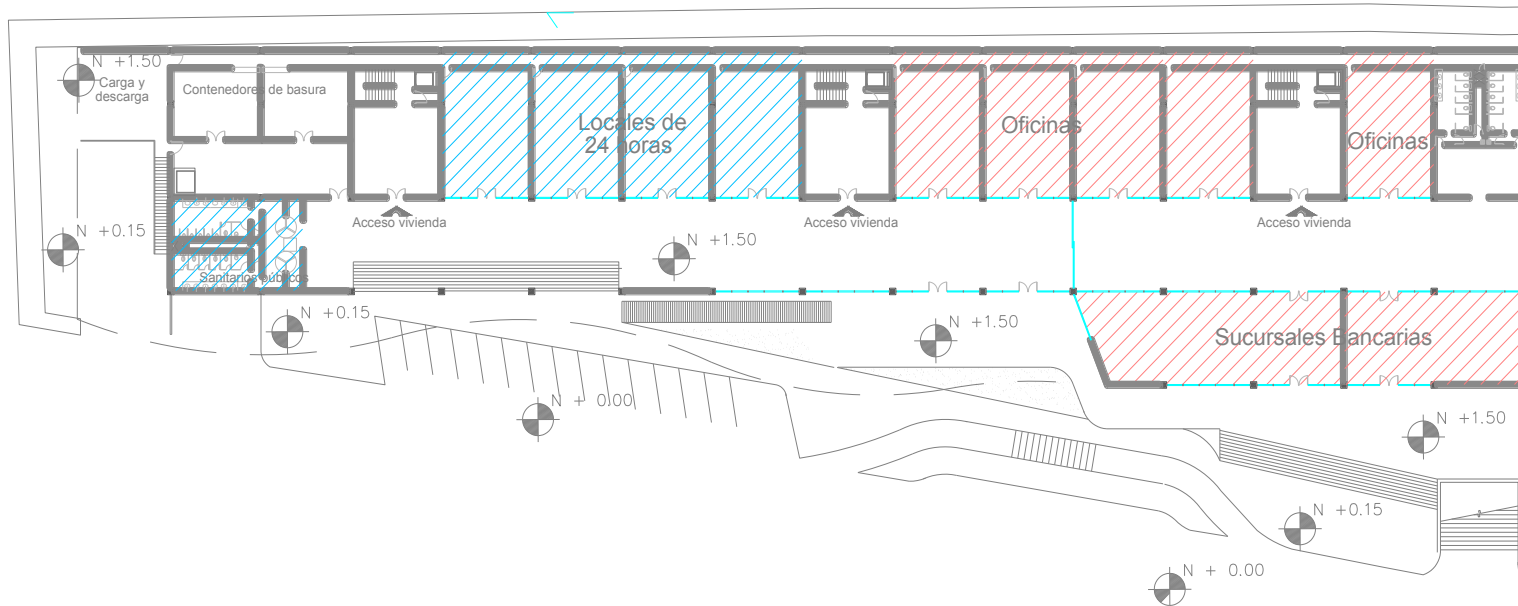 N +1.50
Carga y
descarga
Contenedores de basura
Locales de
24 horas
Oficinas
Oficinas
Acceso vivienda
Acceso vivienda
Acceso vivienda
N +0.15
N +1.50
Sanitarios públicos
N +0.15
N +1.50
Sucursales Bancarias
N + 0.00
N +1.50
N +0.15
N + 0.00